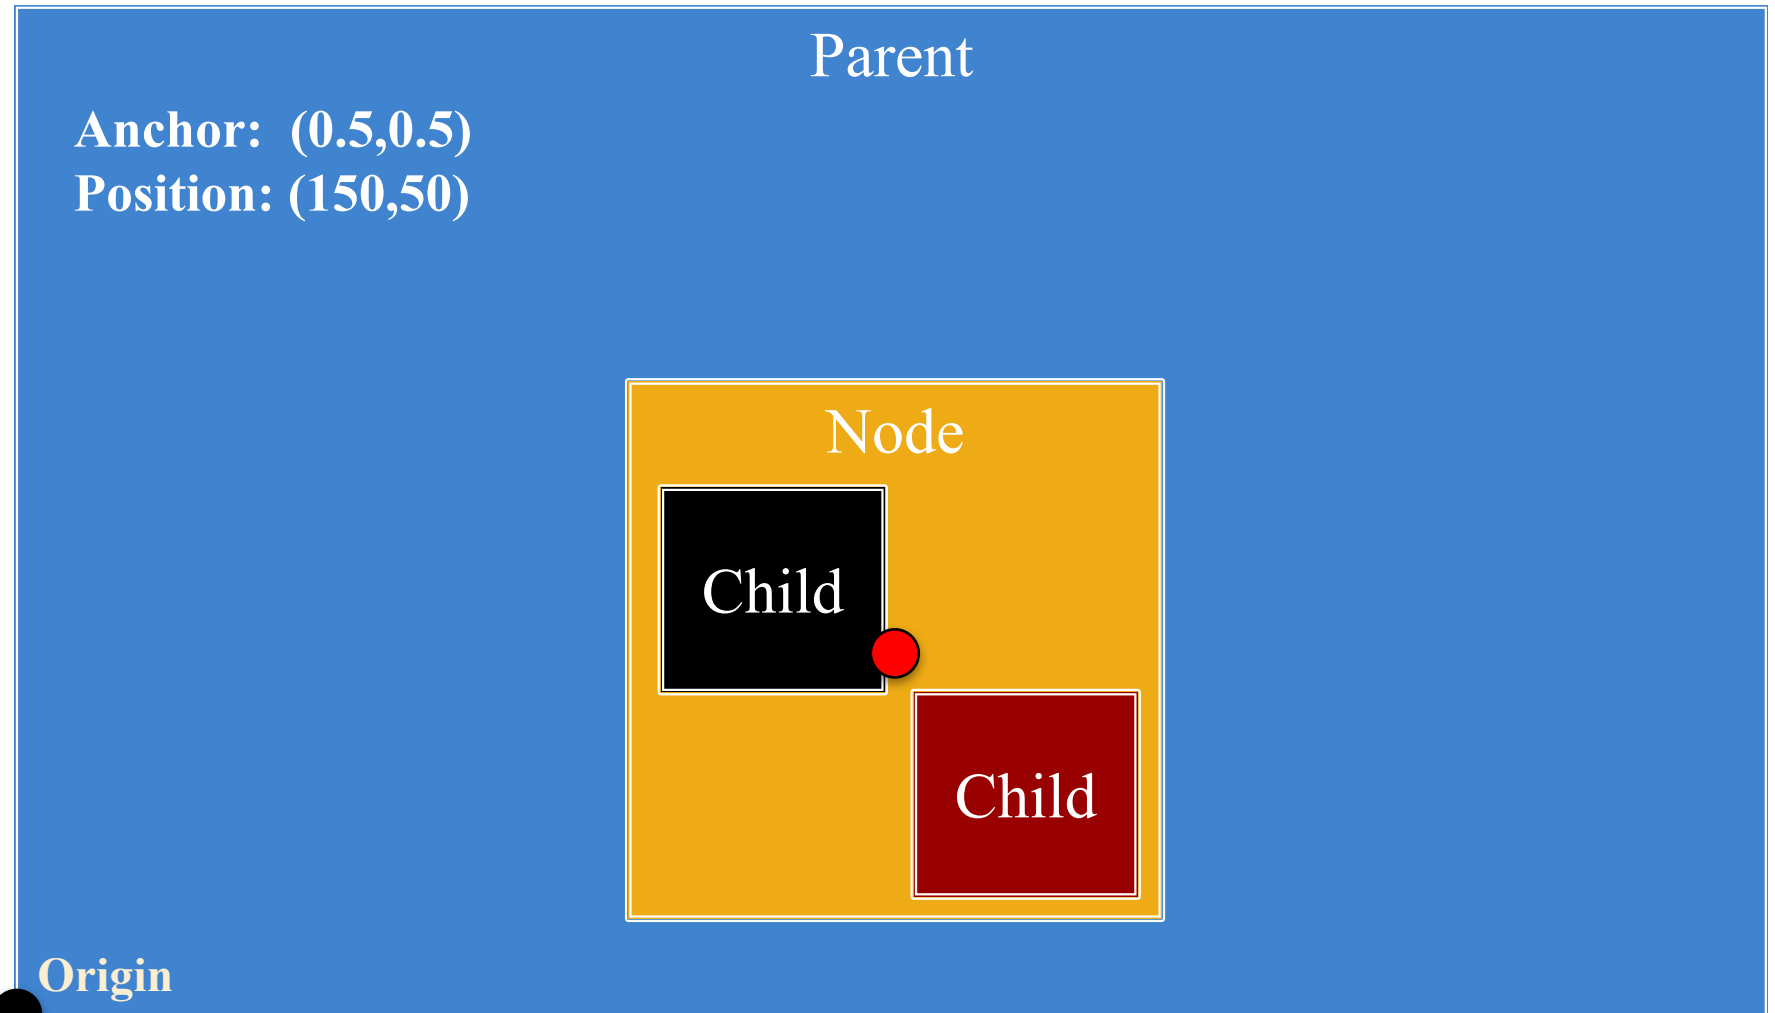 Parent
Anchor: (0.5,0.5)
Position: (150,50)
Node
Child
Child
Origin